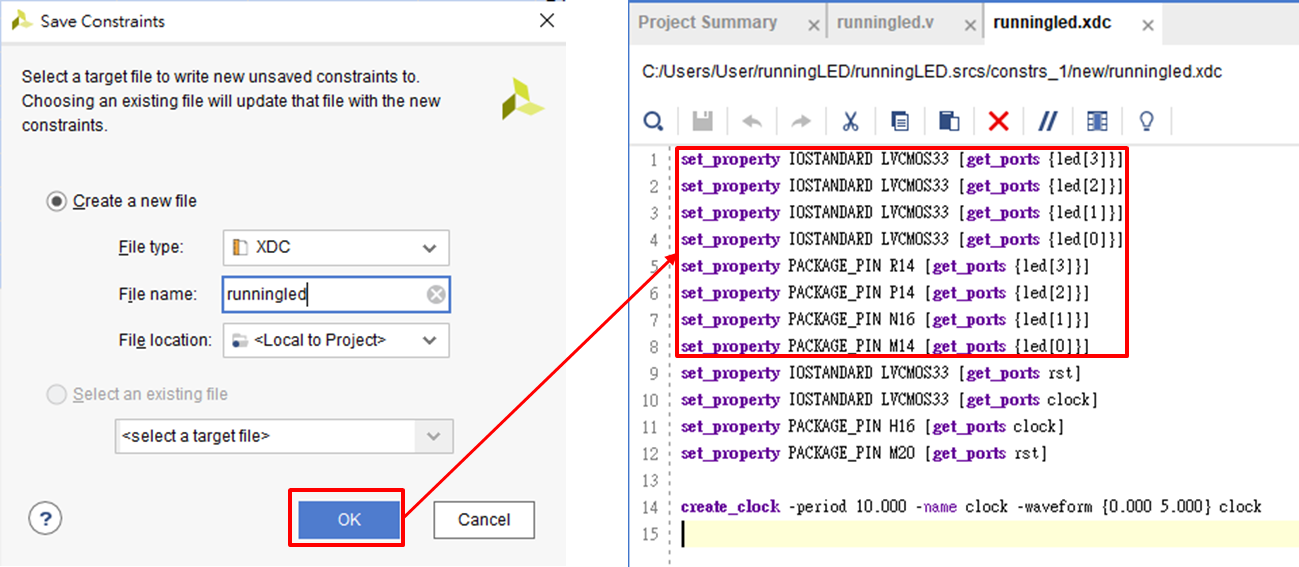 Save Constraints
Select a target file to write new unsaved constraints to.
Choosing an existing file will update that file with the new
constraints.
Create a new file
File type: XDC
File name: runningled
File location: <Local to Project>
Select an existing file
<select a target file>
? OK Cancel
Project Summary runningled.v runningled.xdc
C:/Users/User/runningLED/runningLED.srcs/constrs_1/new/runningled.xdc
1 set_property IOSTANDARD LVCMOS33 [get_ports {led[3]}]
2 set_property IOSTANDARD LVCMOS33 [get_ports {led[2]}]
3 set_property IOSTANDARD LVCMOS33 [get_ports {led[1]}]
4 set_property IOSTANDARD LVCMOS33 [get_ports {led[0]}]
5 set_property PACKAGE_PIN R14 [get_ports {led[3]}]
6 set_property PACKAGE_PIN P14 [get_ports {led[2]}]
7 set_property PACKAGE_PIN N16 [get_ports {led[1]}]
8 set_property PACKAGE_PIN M14 [get_ports {led[0]}]
9 set_property IOSTANDARD LVCMOS33 [get_ports rst]
10 set_property IOSTANDARD LVCMOS33 [get_ports clock]
11 set_property PACKAGE_PIN H16 [get_ports clock]
12 set_property PACKAGE_PIN M20 [get_ports rst]
13
14 create_clock -period 10.000 -name clock -waveform {0.000 5.000} clock
15